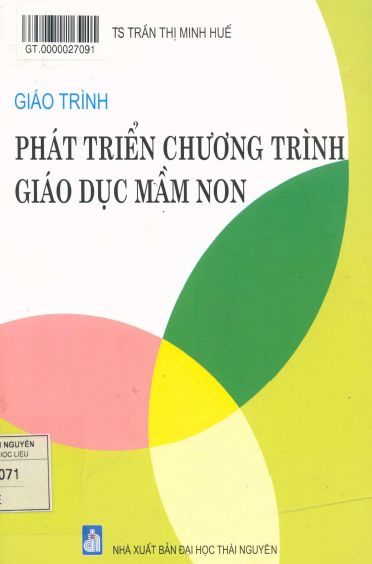 GT.0000027091
TS TRẦN THỊ MINH HUẾ
GIÁO TRÌNH
PHÁT TRIỂN CHƯƠNG TRÌNH
GIÁO DỤC MẦM NON
NGUYÊN
HỌC LIỆU
071
NHÀ XUẤT BẢN ĐẠI HỌC THÁI NGUYÊN